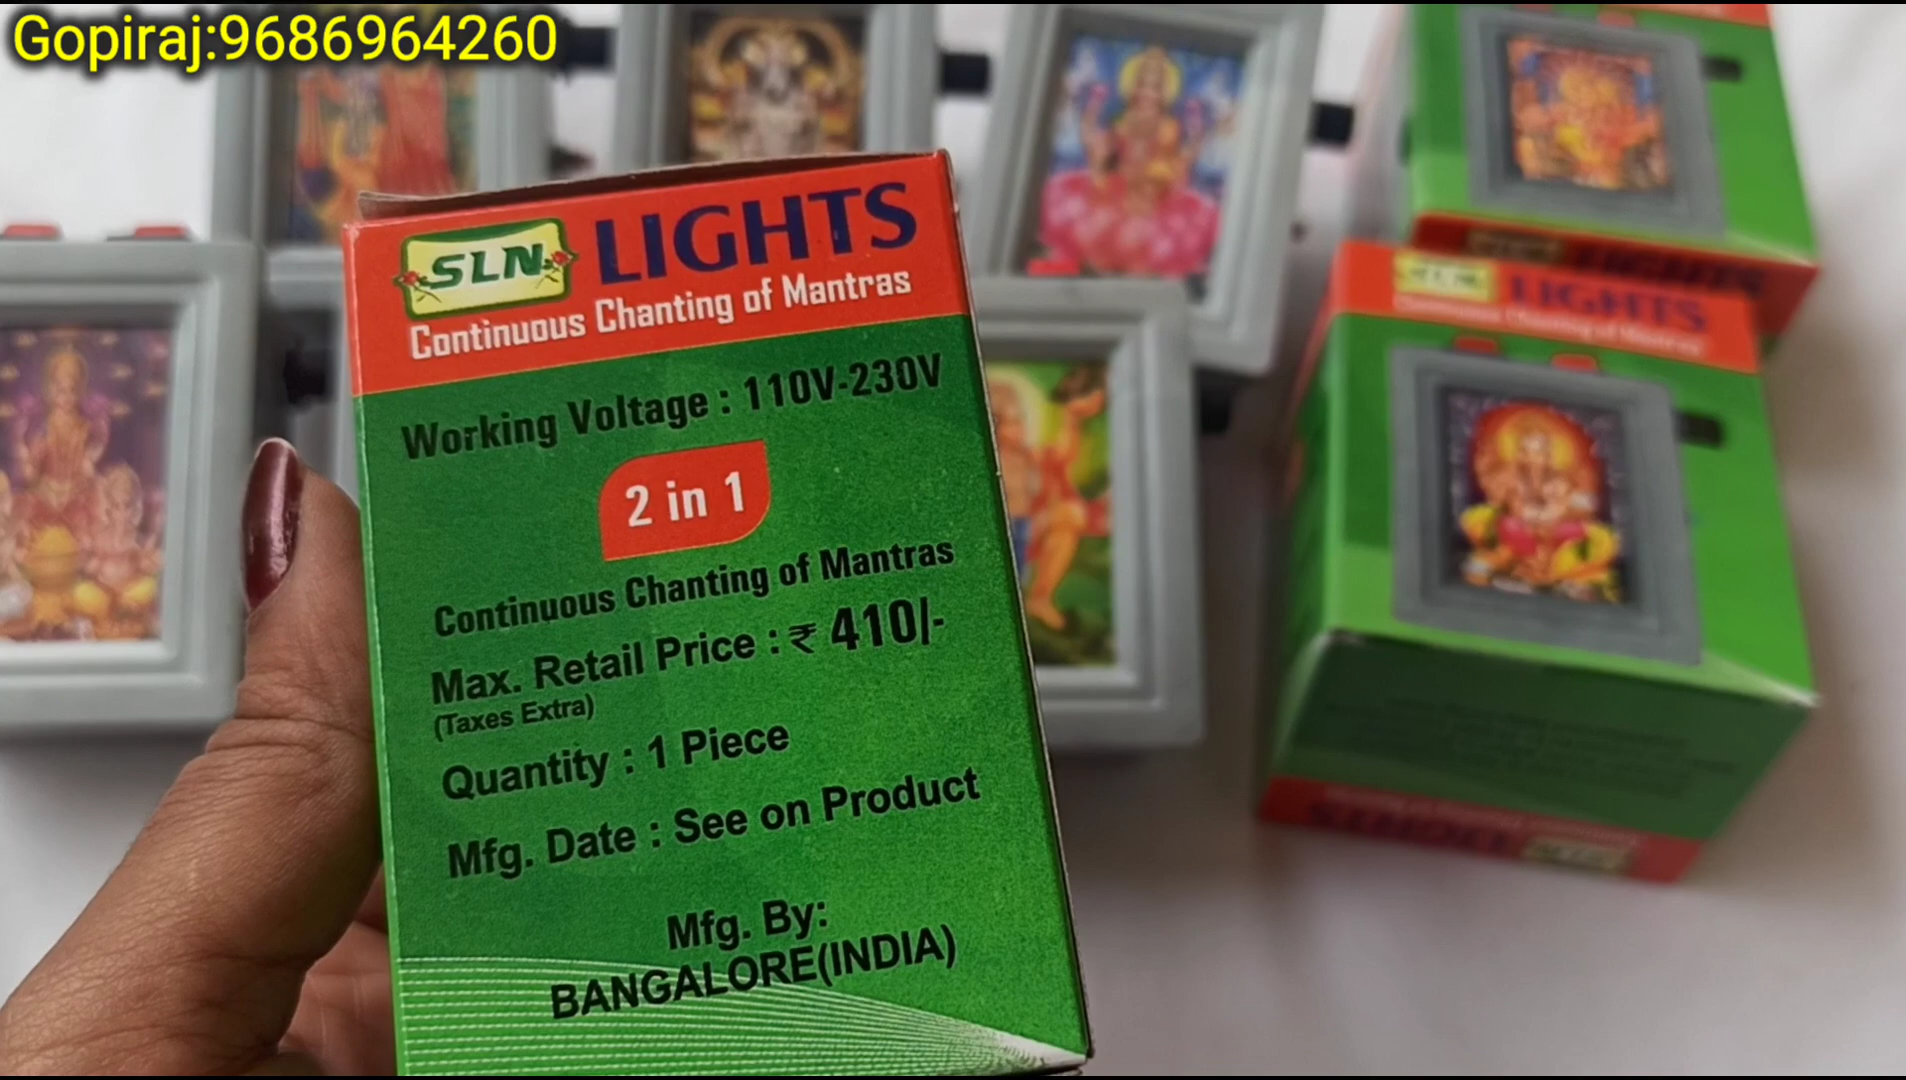 Gopiraj:9686964260
SLN LIGHTS
Continuous Chanting of Mantras
Working Voltage : 110V-230V
2 in 1
Continuous Chanting of Mantras
Max. Retail Price : ₹ 410/-
(Taxes Extra)
Quantity : 1 Piece
Mfg. Date : See on Product
Mfg. By:
BANGALORE(INDIA)
LIGHTS
SLN LIGHTS
Continuous Chanting of Mantras